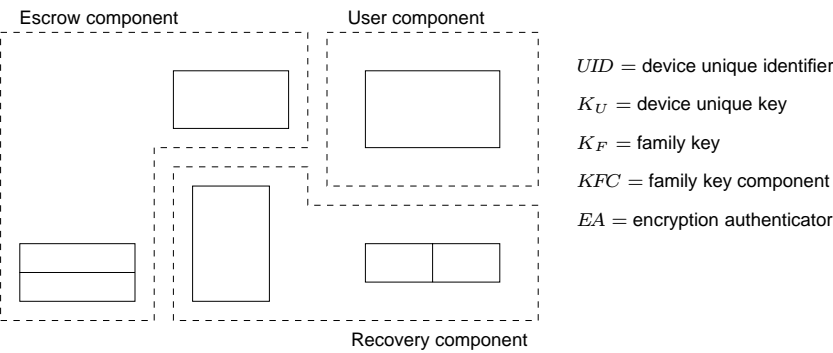 Escrow component
User component
UID = device unique identifier
K_U = device unique key
K_F = family key
KFC = family key component
EA = encryption authenticator
Recovery component